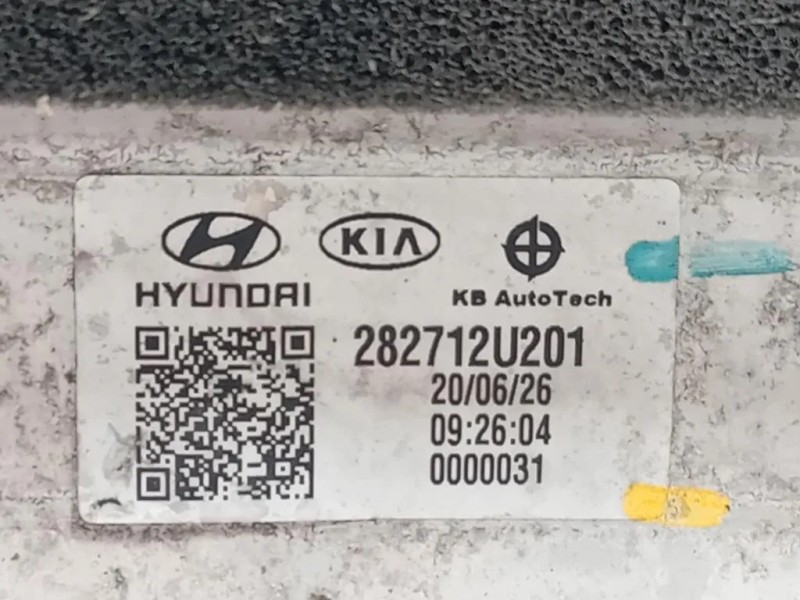 KIA
HYUNDAI
KB AutoTech
282712U201
20/06/26
09:26:04
0000031